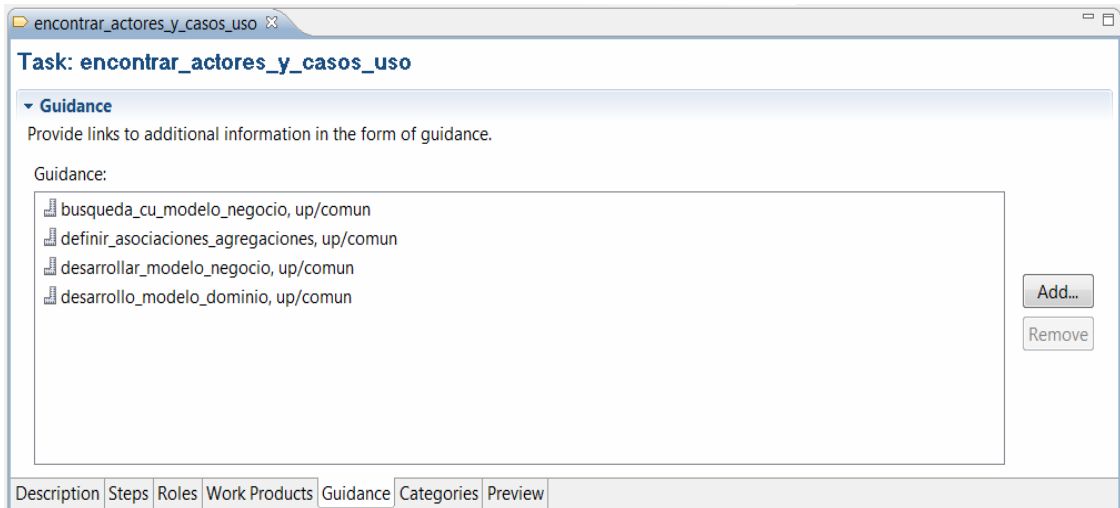 encontrar_actores_y_casos_uso
Task: encontrar_actores_y_casos_uso
Guidance
Provide links to additional information in the form of guidance.
Guidance:
busqueda_cu_modelo_negocio, up/comun
definir_asociaciones_agregaciones, up/comun
desarrollar_modelo_negocio, up/comun
desarrollo_modelo_dominio, up/comun
Add...
Remove
Description Steps Roles Work Products Guidance Categories Preview